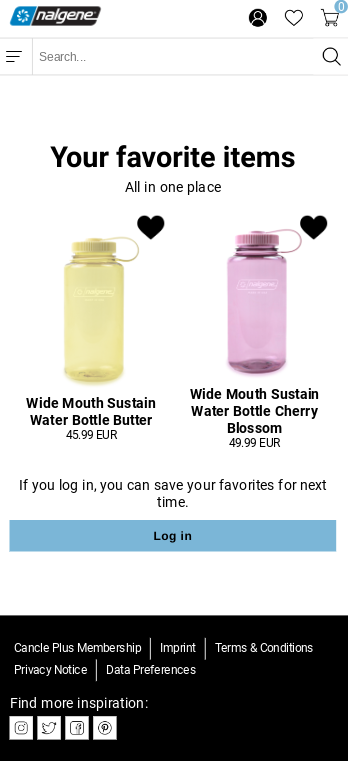 nalgene
0
Search...
Your favorite items
All in one place
Wide Mouth Sustain
Water Bottle Butter
45.99 EUR
Wide Mouth Sustain
Water Bottle Cherry
Blossom
49.99 EUR
If you log in, you can save your favorites for next
time.
Log in
Cancle Plus Membership
Imprint
Terms & Conditions
Privacy Notice
Data Preferences
Find more inspiration: